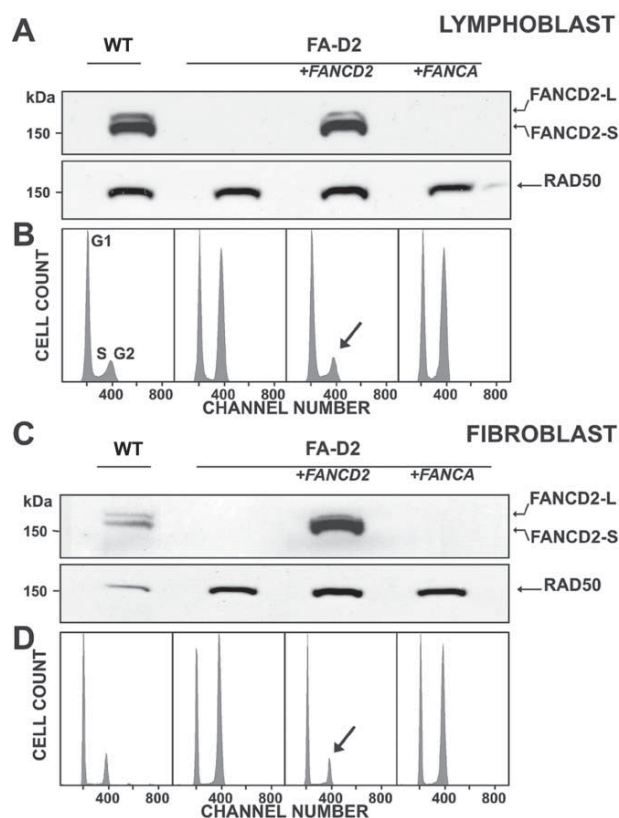 A
LYMPHOBLAST
WT
FA-D2
+FANCD2
+FANCA
kDa
FANCD2-L
150
FANCD2-S
150
RAD50
B
CELL COUNT
G1
S G2
400 800 400 800 400 800 400 800
CHANNEL NUMBER
C
FIBROBLAST
WT
FA-D2
+FANCD2
+FANCA
kDa
FANCD2-L
150
FANCD2-S
150
RAD50
D
CELL COUNT
400 800 400 800 400 800 400 800
CHANNEL NUMBER